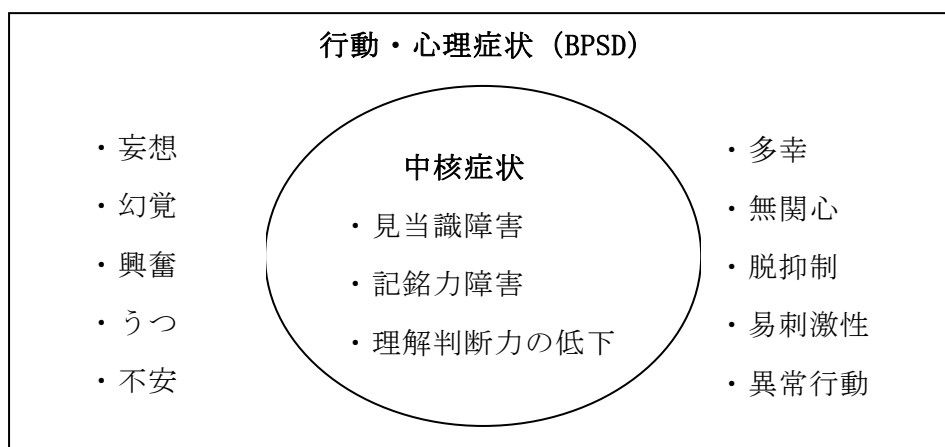 行動・心理症状 (BPSD)
・妄想
・幻覚
・興奮
・うつ
・不安
中核症状
・見当識障害
・記銘力障害
・理解判断力の低下
・多幸
・無関心
・脱抑制
・易刺激性
・異常行動